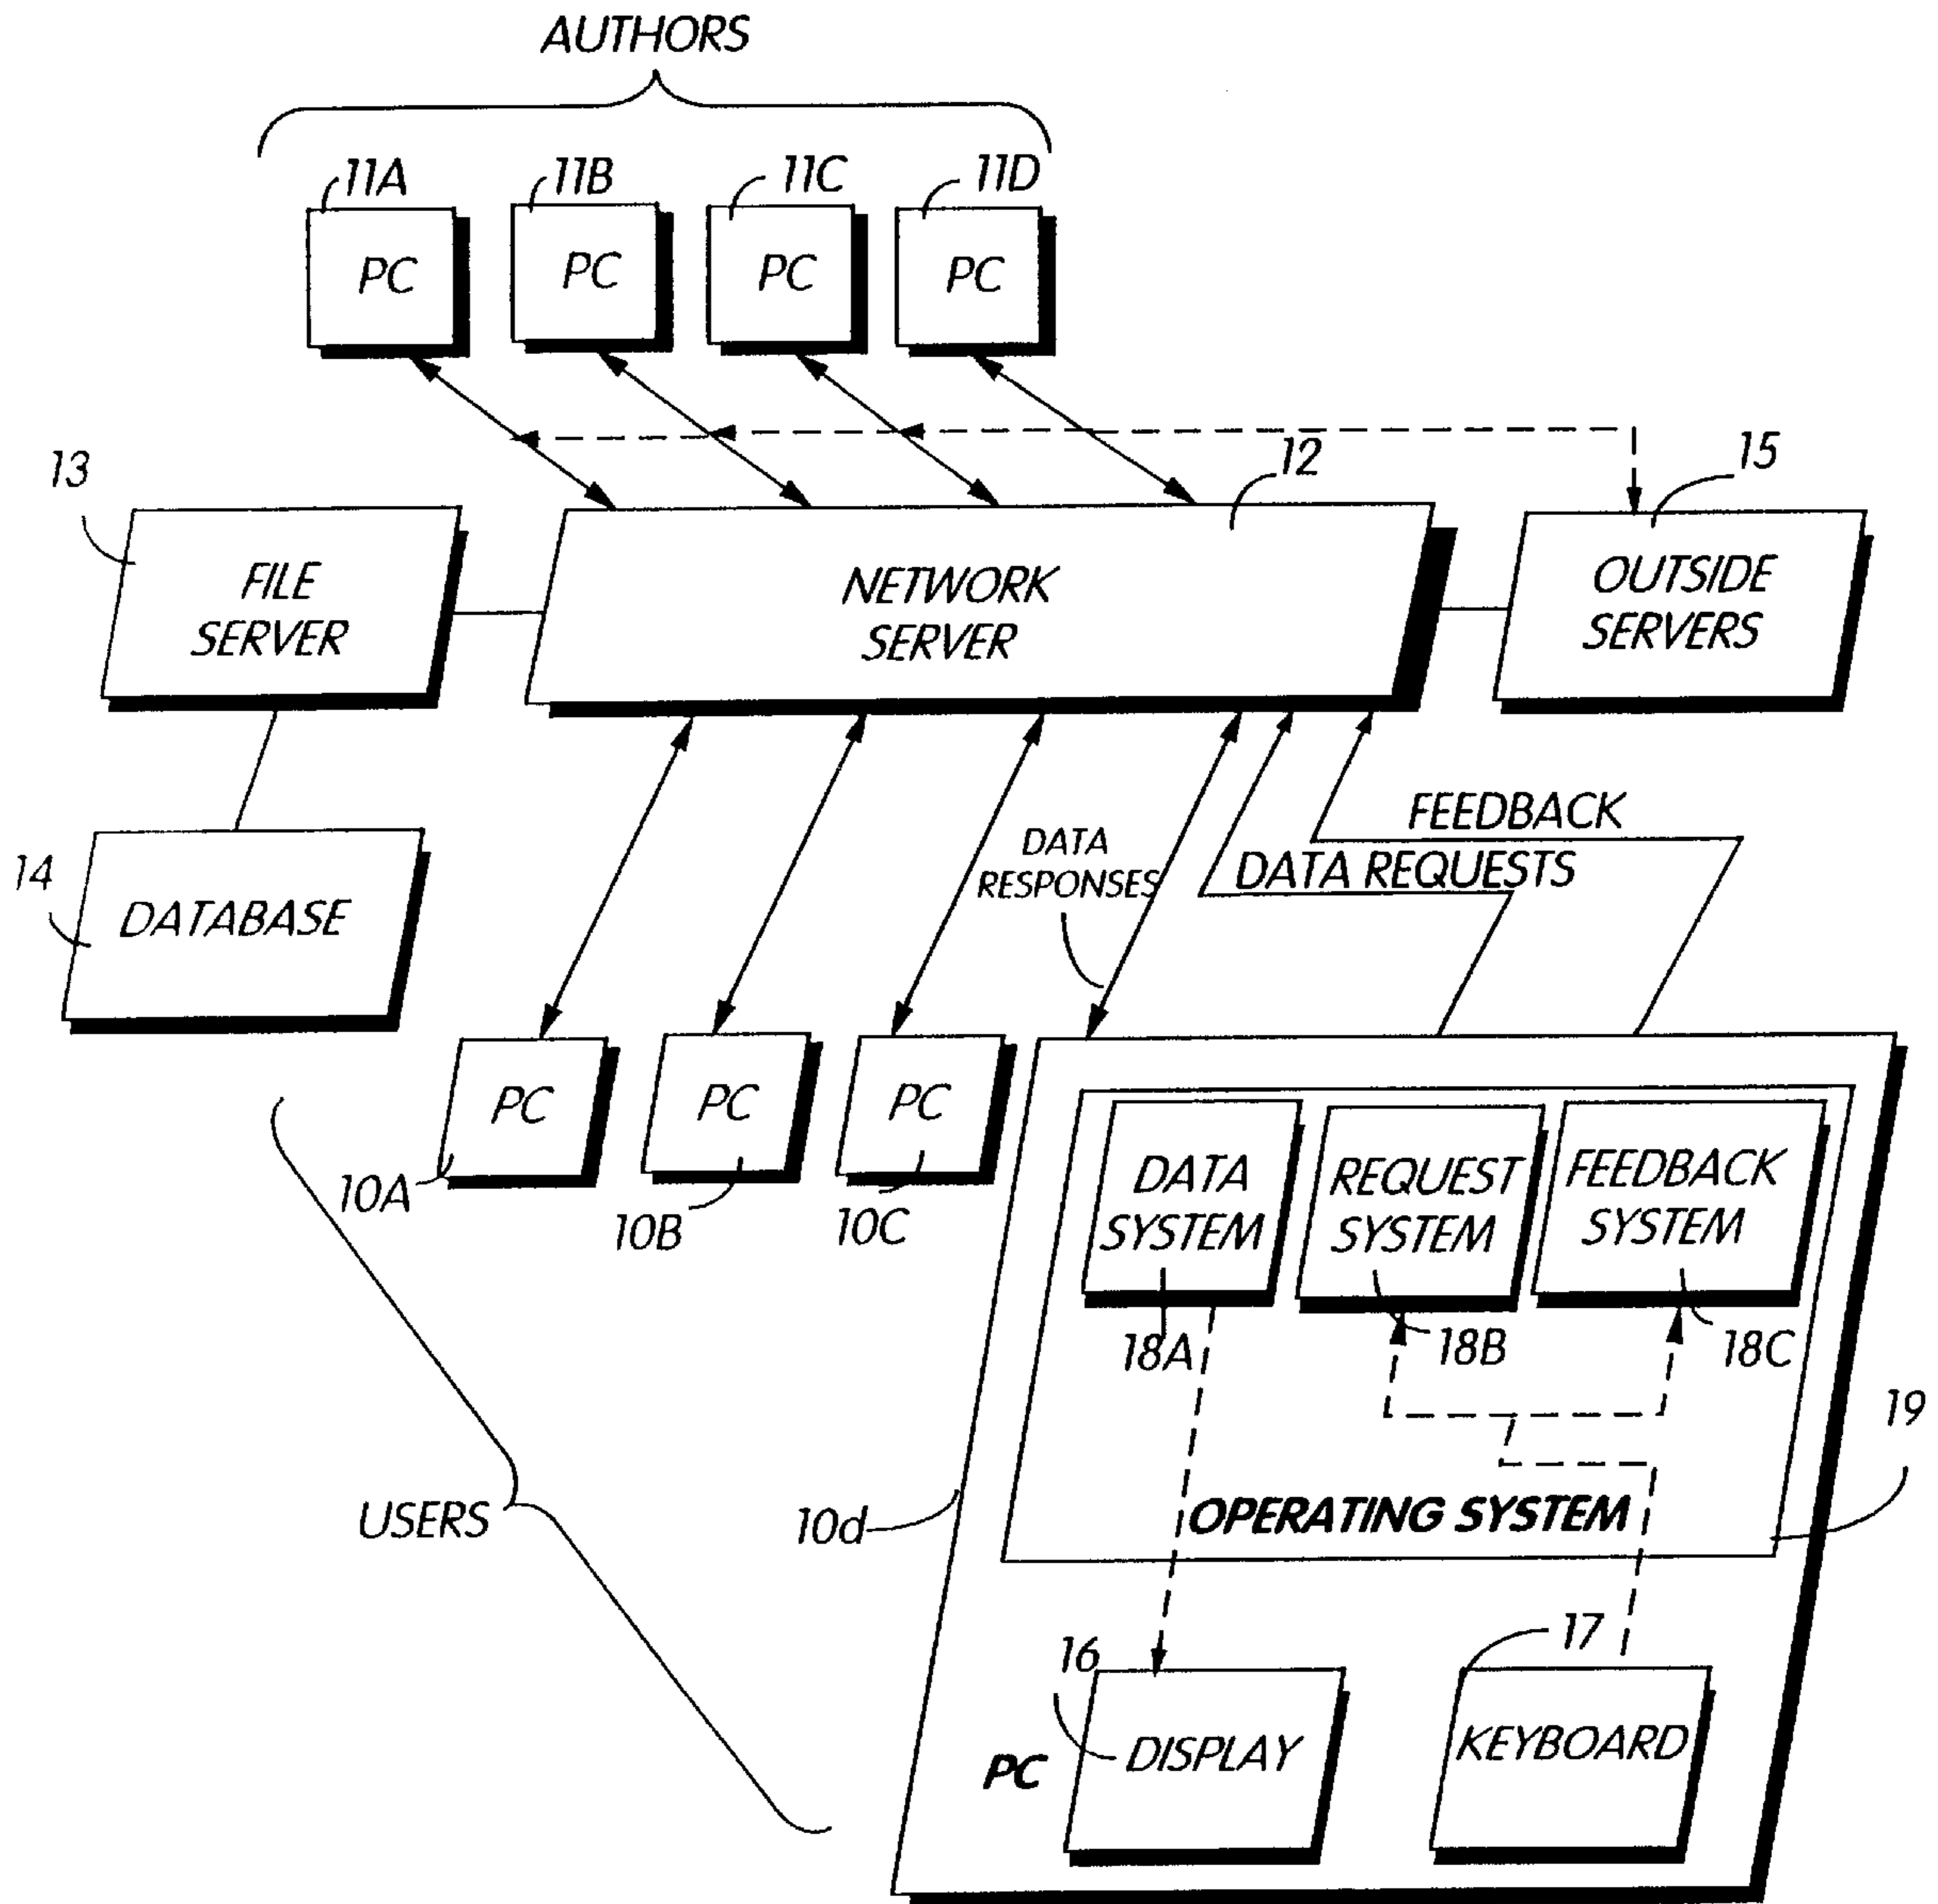 AUTHORS
11A
11B
11C
11D
PC
PC
PC
PC
12
15
13
FILE
SERVER
NETWORK
SERVER
OUTSIDE
SERVERS
FEEDBACK
DATA
RESPONSES
DATA REQUESTS
14
DATABASE
PC
PC
PC
10A
10B
10C
DATA
SYSTEM
REQUEST
SYSTEM
FEEDBACK
SYSTEM
18A
18B
18C
19
USERS
10d
OPERATING SYSTEM
16
17
PC
DISPLAY
KEYBOARD